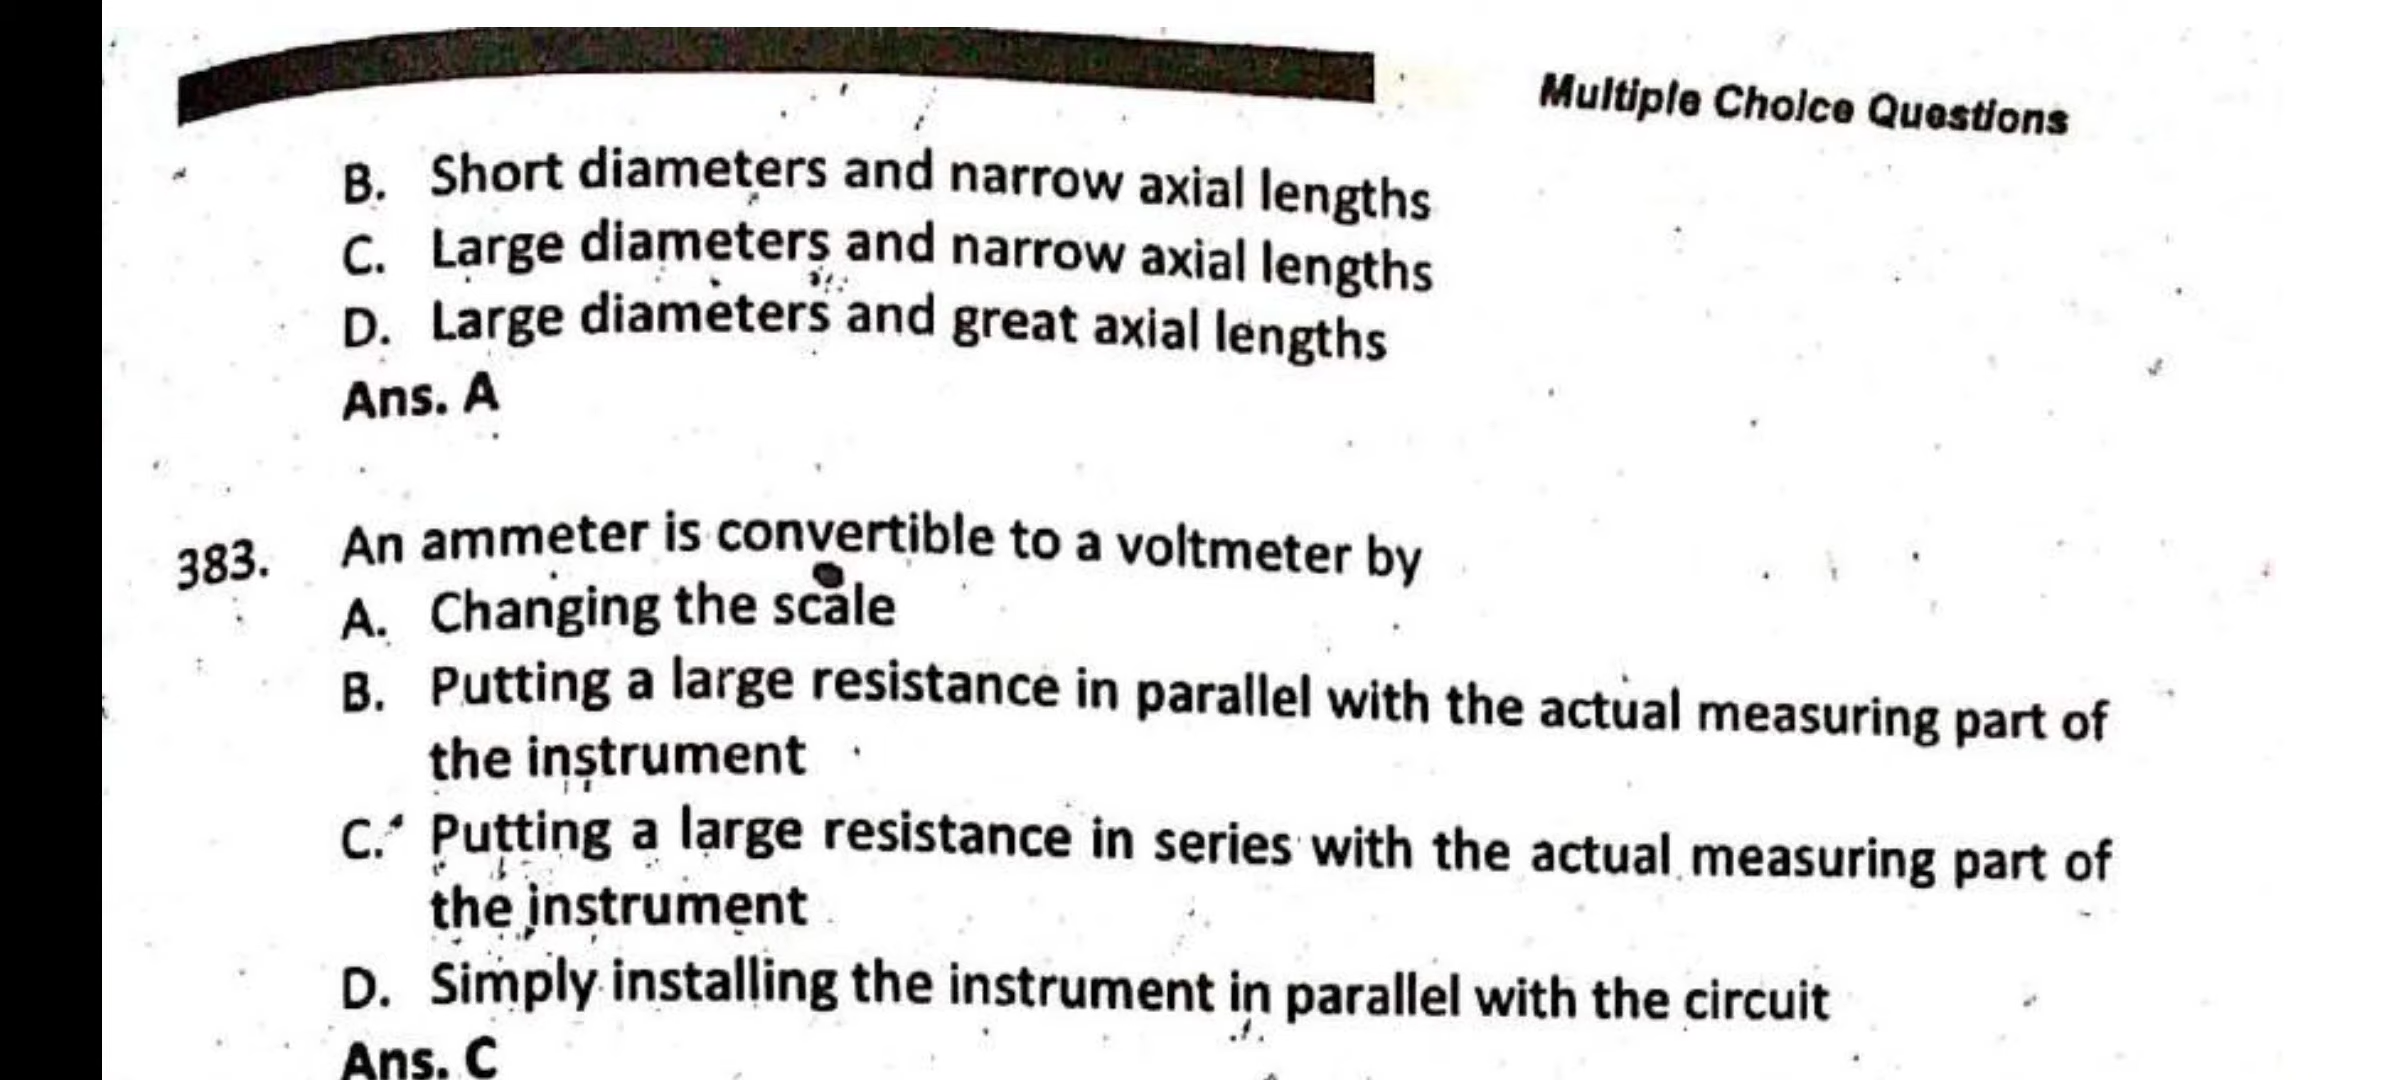 Multiple Choice Questions
B. Short diameters and narrow axial lengths
C. Large diameters and narrow axial lengths
D. Large diameters and great axial lengths
Ans. A
383. An ammeter is convertible to a voltmeter by
A. Changing the scale
B. Putting a large resistance in parallel with the actual measuring part of
the instrument
C. Putting a large resistance in series with the actual measuring part of
the instrument
D. Simply installing the instrument in parallel with the circuit
Ans. C